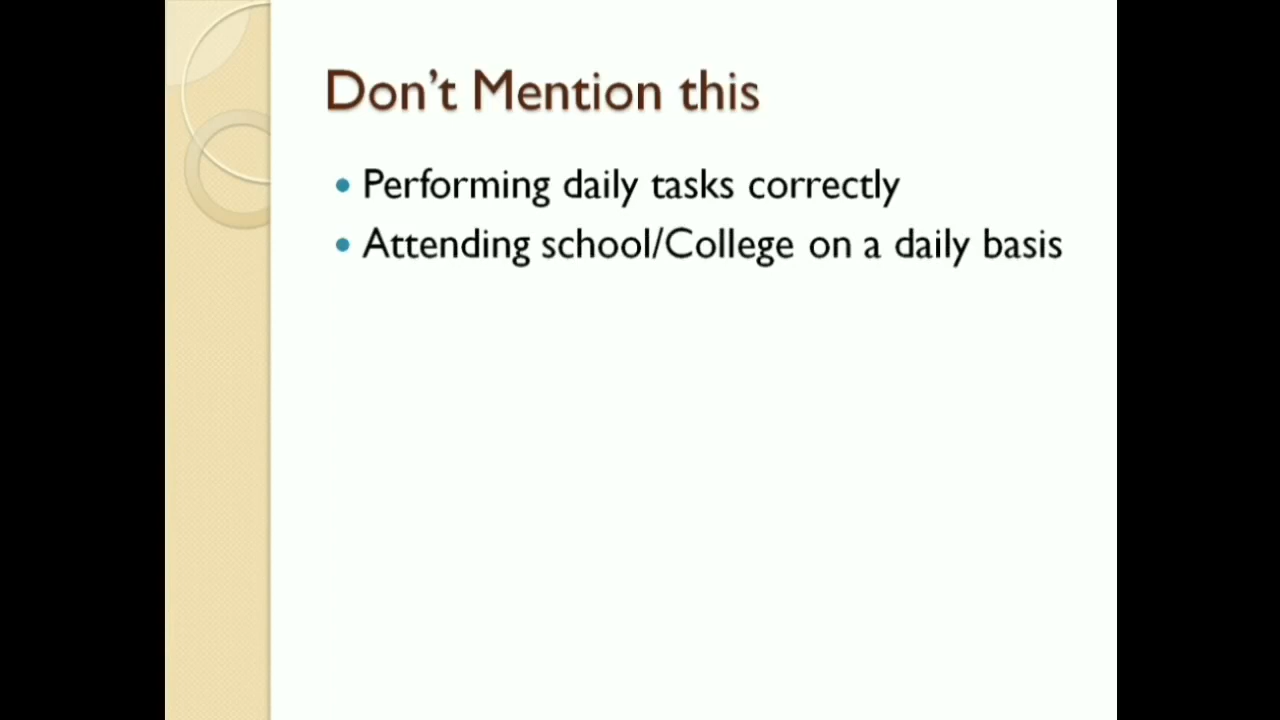 Don’t Mention this
Performing daily tasks correctly
Attending school/College on a daily basis